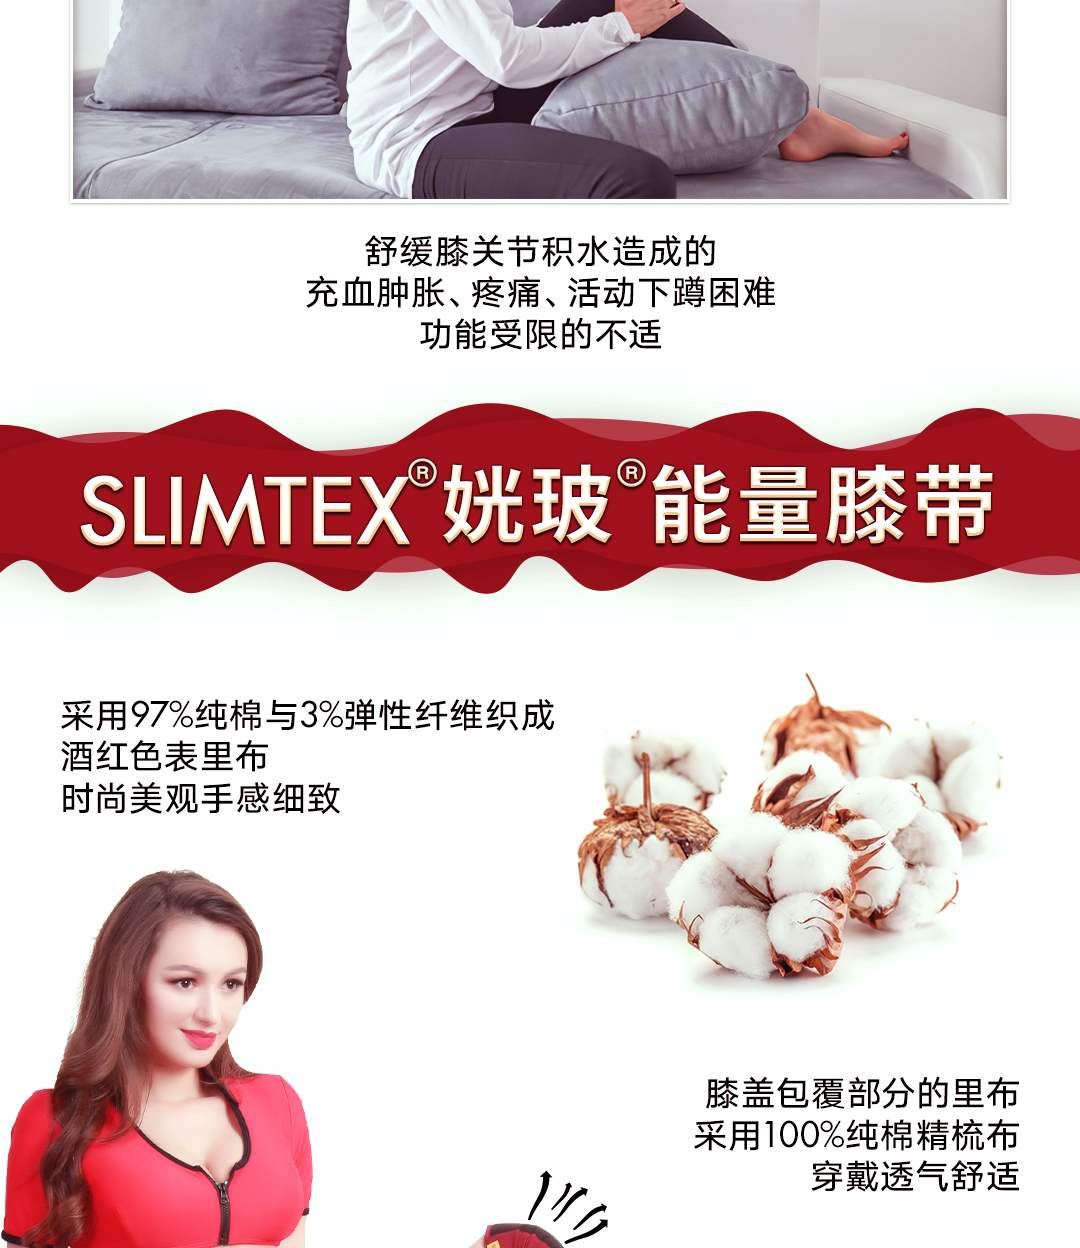 舒缓膝关节积水造成的
充血肿胀、疼痛、活动下蹲困难
功能受限的不适
SLIMTEX®姯玻®能量膝带
采用97%纯棉与3%弹性纤维织成
酒红色表里布
时尚美观手感细致
膝盖包覆部分的里布
采用100%纯棉精梳布
穿戴透气舒适